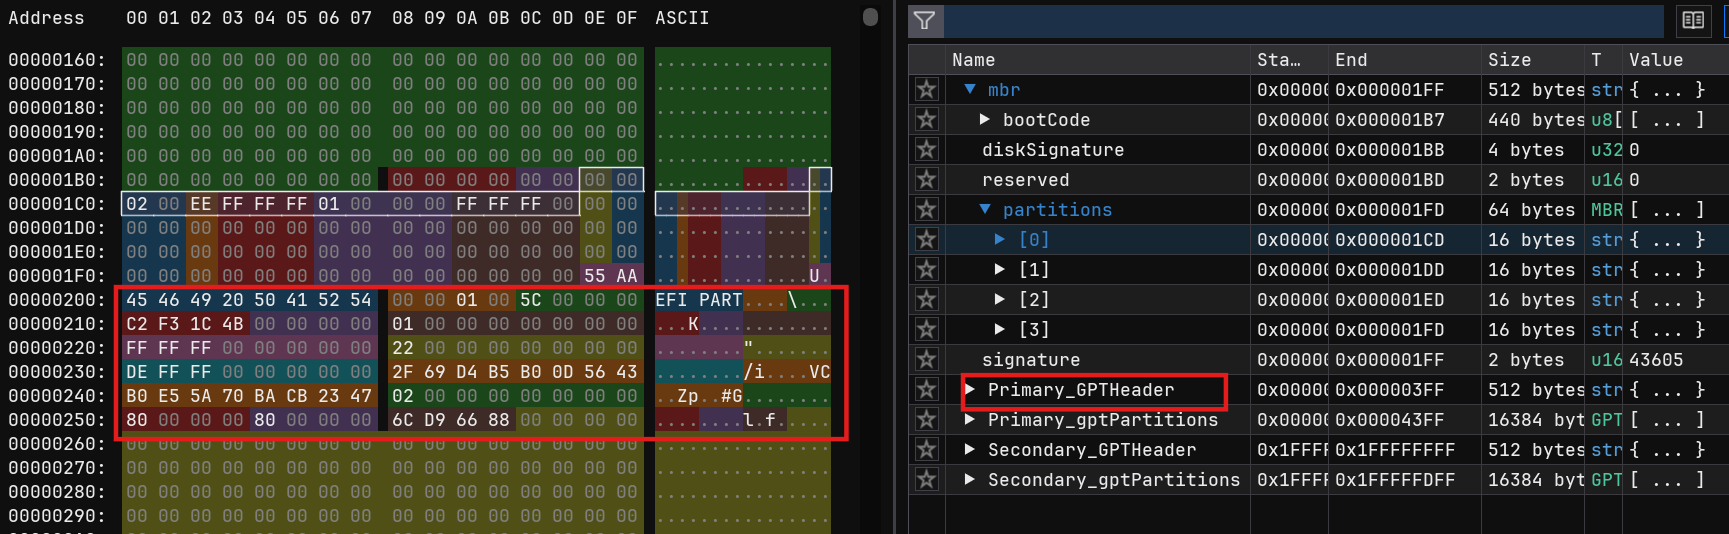 Address 00 01 02 03 04 05 06 07 08 09 0A 0B 0C 0D 0E 0F ASCII
00000160: 00 00 00 00 00 00 00 00 00 00 00 00 00 00 00 00 ................
00000170: 00 00 00 00 00 00 00 00 00 00 00 00 00 00 00 00 ................
00000180: 00 00 00 00 00 00 00 00 00 00 00 00 00 00 00 00 ................
00000190: 00 00 00 00 00 00 00 00 00 00 00 00 00 00 00 00 ................
000001A0: 00 00 00 00 00 00 00 00 00 00 00 00 00 00 00 00 ................
000001B0: 00 00 00 00 00 00 00 00 00 00 00 00 00 00 00 00 ................
000001C0: 02 00 EE FF FF FF 01 00 00 00 FF FF FF 00 00 00 ................
000001D0: 00 00 00 00 00 00 00 00 00 00 00 00 00 00 00 00 ................
000001E0: 00 00 00 00 00 00 00 00 00 00 00 00 00 00 00 00 ................
000001F0: 00 00 00 00 00 00 00 00 00 00 00 00 00 00 55 AA ..............U.
00000200: 45 46 49 20 50 41 52 54 00 00 01 00 5C 00 00 00 EFI PART....\...
00000210: C2 F3 1C 4B 00 00 00 00 01 00 00 00 00 00 00 00 ...K............
00000220: FF FF FF 00 00 00 00 00 22 00 00 00 00 00 00 00 ........".......
00000230: DE FF FF 00 00 00 00 00 2F 69 D4 B5 B0 0D 56 43 ......../i....VC
00000240: B0 E5 5A 70 BA CB 23 47 02 00 00 00 00 00 00 00 ..Zp..#G........
00000250: 80 00 00 00 80 00 00 00 6C D9 66 88 00 00 00 00 ........l.f.....
00000260: 00 00 00 00 00 00 00 00 00 00 00 00 00 00 00 00 ................
00000270: 00 00 00 00 00 00 00 00 00 00 00 00 00 00 00 00 ................
00000280: 00 00 00 00 00 00 00 00 00 00 00 00 00 00 00 00 ................
00000290: 00 00 00 00 00 00 00 00 00 00 00 00 00 00 00 00 ................
Name Sta… End Size T Value
mbr 0x00000 0x000001FF 512 bytes str { ... }
bootCode 0x00000 0x000001B7 440 bytes u8[ [ ... ]
diskSignature 0x00000 0x000001BB 4 bytes u32 0
reserved 0x00000 0x000001BD 2 bytes u16 0
partitions 0x00000 0x000001FD 64 bytes MBR [ ... ]
[0] 0x00000 0x000001CD 16 bytes str { ... }
[1] 0x00000 0x000001DD 16 bytes str { ... }
[2] 0x00000 0x000001ED 16 bytes str { ... }
[3] 0x00000 0x000001FD 16 bytes str { ... }
signature 0x00000 0x000001FF 2 bytes u16 43605
Primary_GPTHeader 0x00000 0x000003FF 512 bytes str { ... }
Primary_gptPartitions 0x00000 0x000043FF 16384 byte GPT [ ... ]
Secondary_GPTHeader 0x1FFFF 0x1FFFFFFFF 512 bytes str { ... }
Secondary_gptPartitions 0x1FFFF 0x1FFFFFDFF 16384 byte GPT [ ... ]